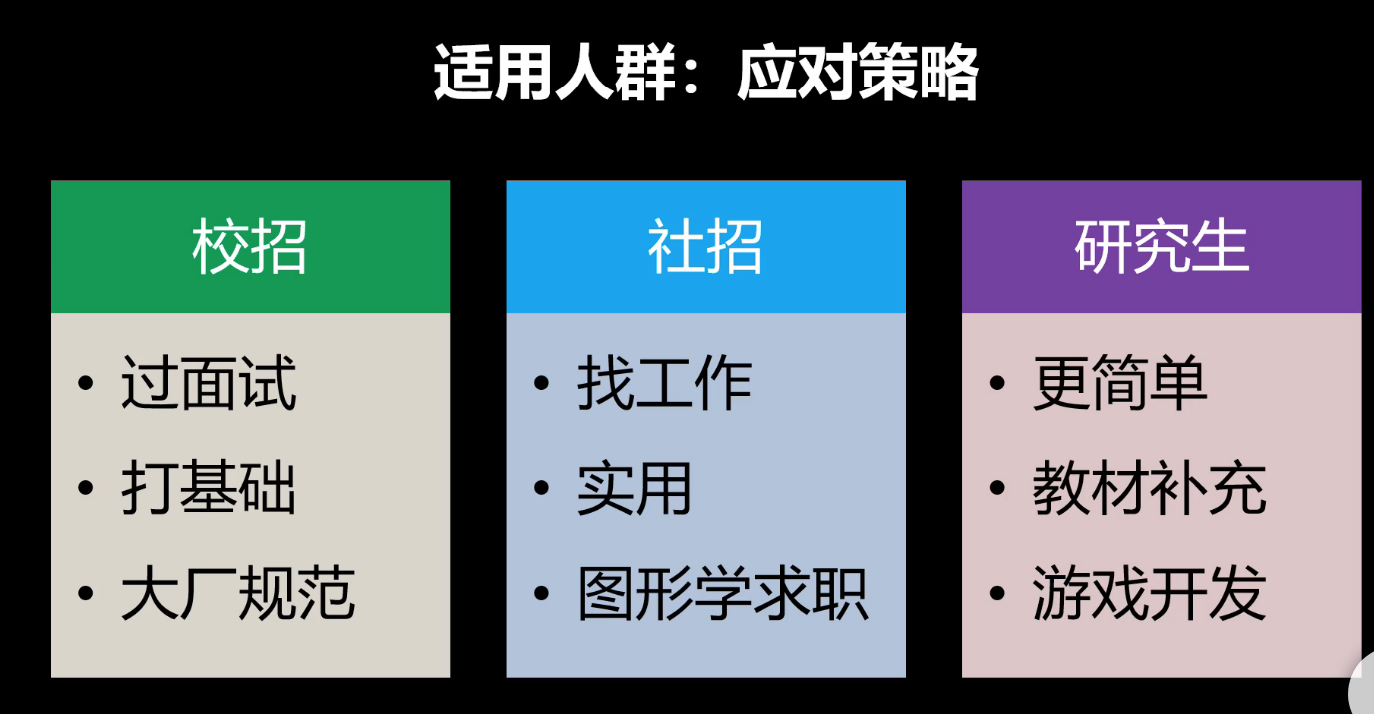 适用人群：应对策略
校招
• 过面试
• 打基础
• 大厂规范
社招
• 找工作
• 实用
• 图形学求职
研究生
• 更简单
• 教材补充
• 游戏开发